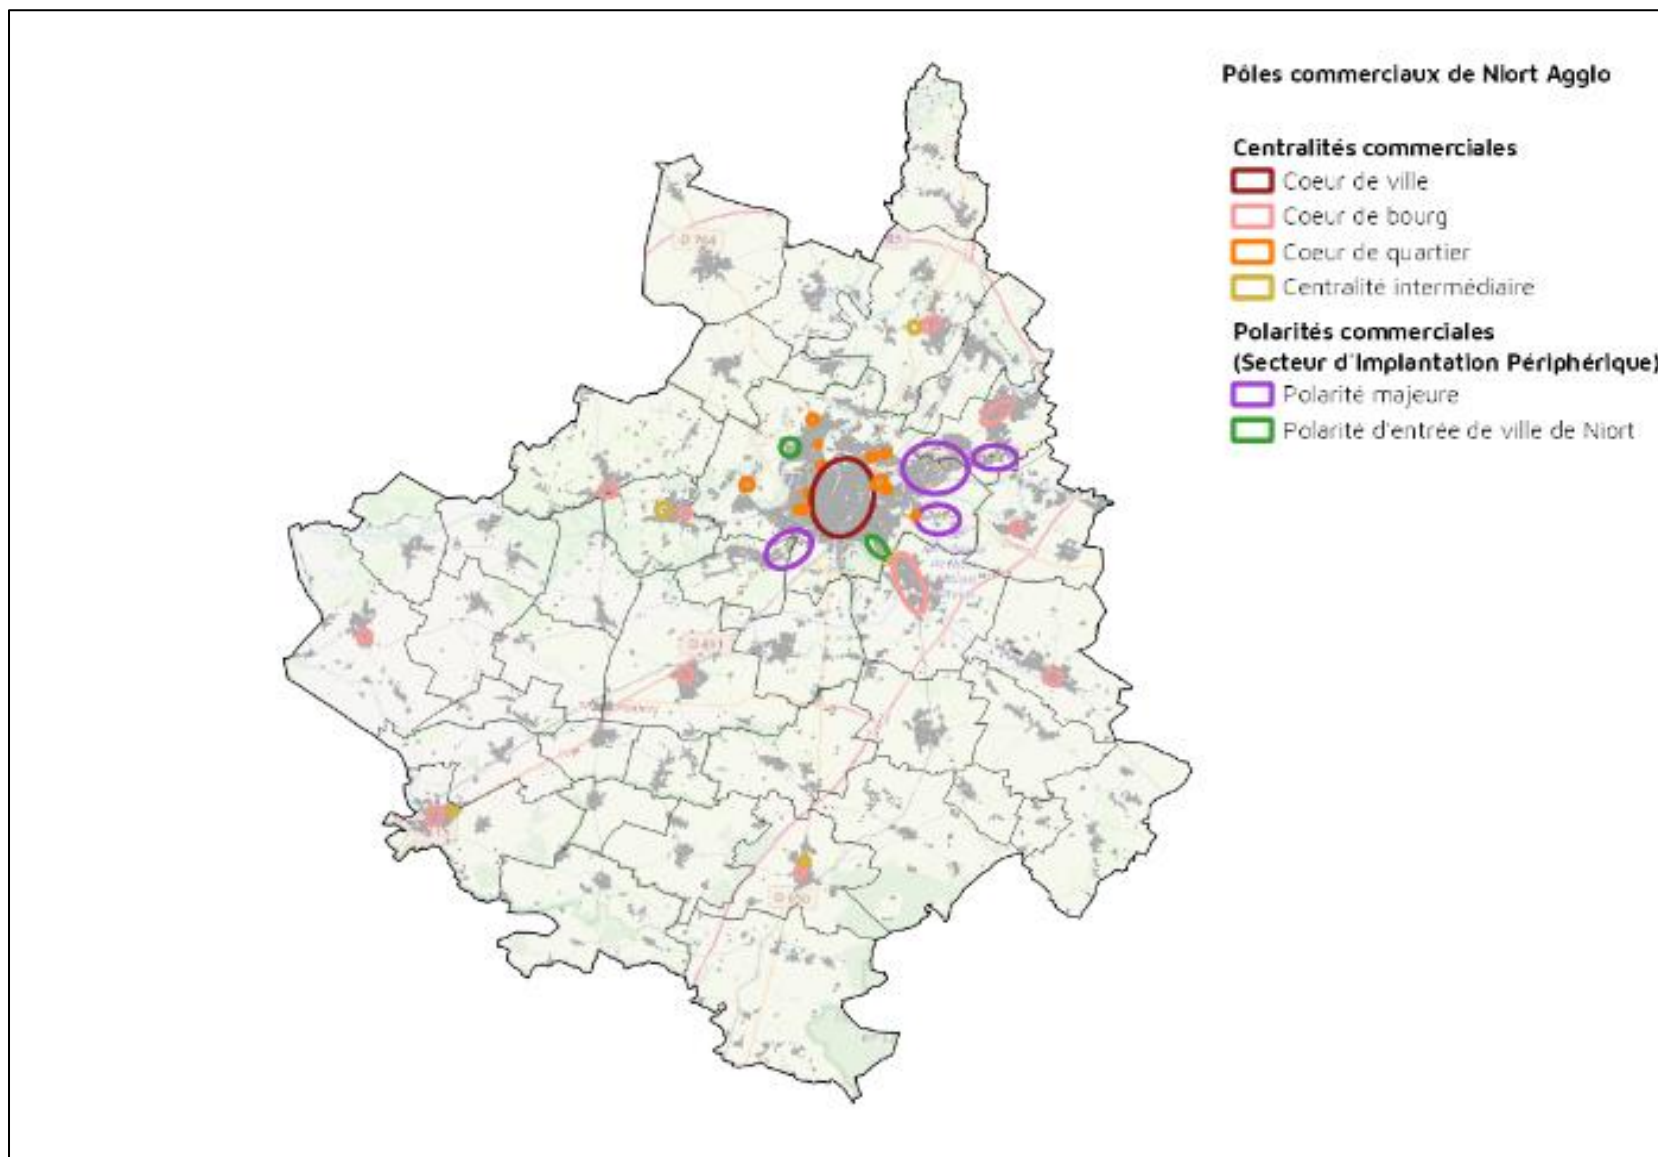 Pôles commerciaux de Niort Agglo
Centralités commerciales
Coeur de ville
Coeur de bourg
Coeur de quartier
Centralité intermédiaire
Polarités commerciales
(Secteur d'Implantation Périphérique)
Polarité majeure
Polarité d'entrée de ville de Niort